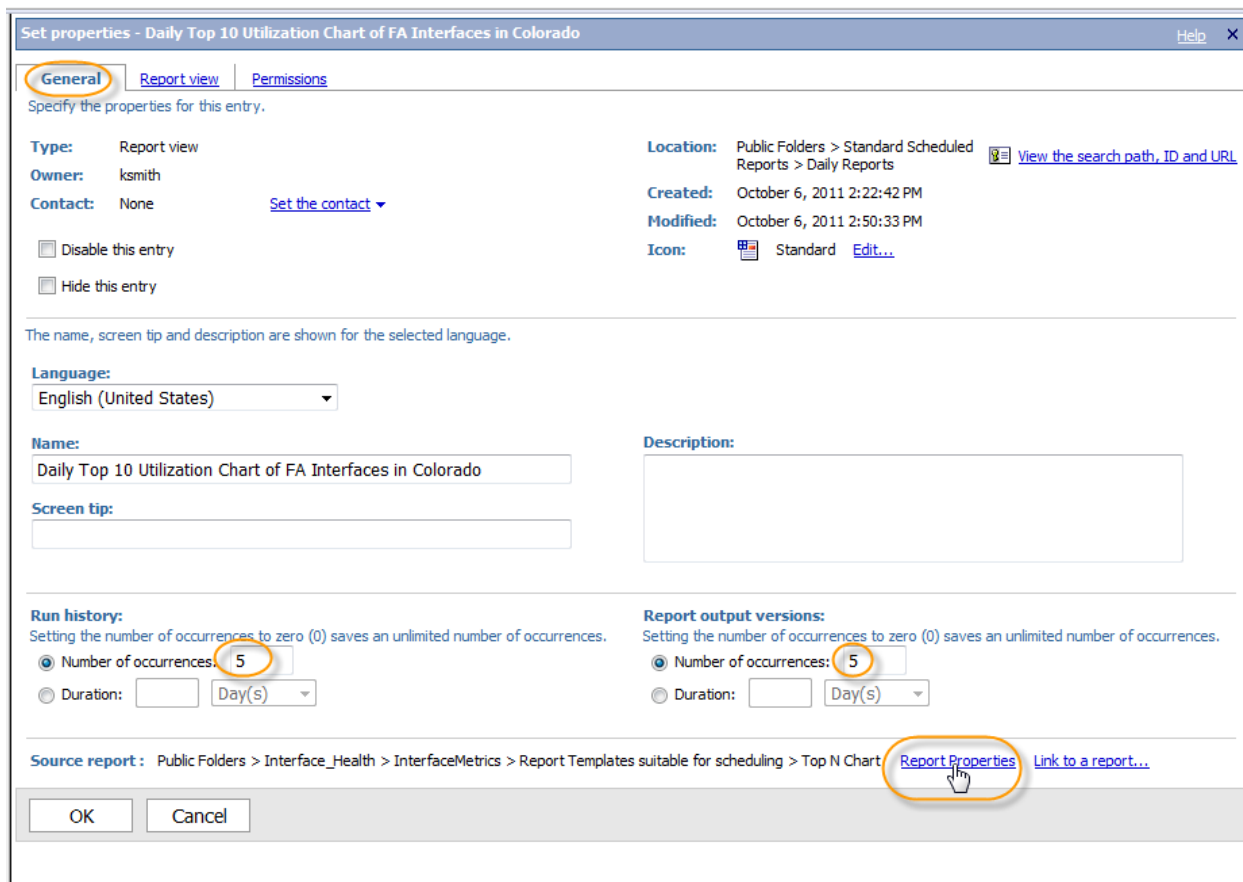 Set properties - Daily Top 10 Utilization Chart of FA Interfaces in Colorado
Help
General
Report view
Permissions
Specify the properties for this entry.
Type: Report view
Owner: ksmith
Contact: None Set the contact
Disable this entry
Hide this entry
Location: Public Folders > Standard Scheduled
Reports > Daily Reports
View the search path, ID and URL
Created: October 6, 2011 2:22:42 PM
Modified: October 6, 2011 2:50:33 PM
Icon: Standard Edit...
The name, screen tip and description are shown for the selected language.
Language:
English (United States)
Name:
Daily Top 10 Utilization Chart of FA Interfaces in Colorado
Screen tip:
Description:
Run history:
Setting the number of occurrences to zero (0) saves an unlimited number of occurrences.
Number of occurrences: 5
Duration: Day(s)
Report output versions:
Setting the number of occurrences to zero (0) saves an unlimited number of occurrences.
Number of occurrences: 5
Duration: Day(s)
Source report : Public Folders > Interface_Health > InterfaceMetrics > Report Templates suitable for scheduling > Top N Chart Report Properties Link to a report...
OK Cancel